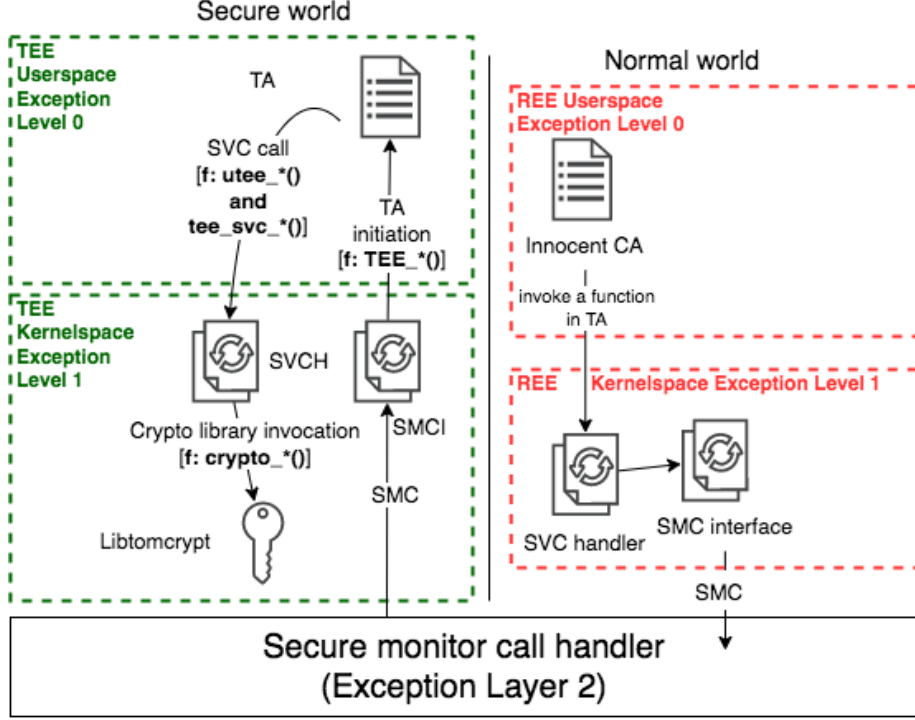 Secure world
TEE
Userspace
Exception
Level 0
TA
SVC call
[f: utee_*()
and
tee_svc_*()]
TA
initiation
[f: TEE_*()]
TEE
Kernelspace
Exception
Level 1
SVCH
SMCI
Crypto library invocation
[f: crypto_*()]
SMC
Libtomcrypt
Normal world
REE Userspace
Exception Level 0
Innocent CA
invoke a function
in TA
REE Kernelspace Exception Level 1
SVC handler
SMC interface
SMC
Secure monitor call handler
(Exception Layer 2)